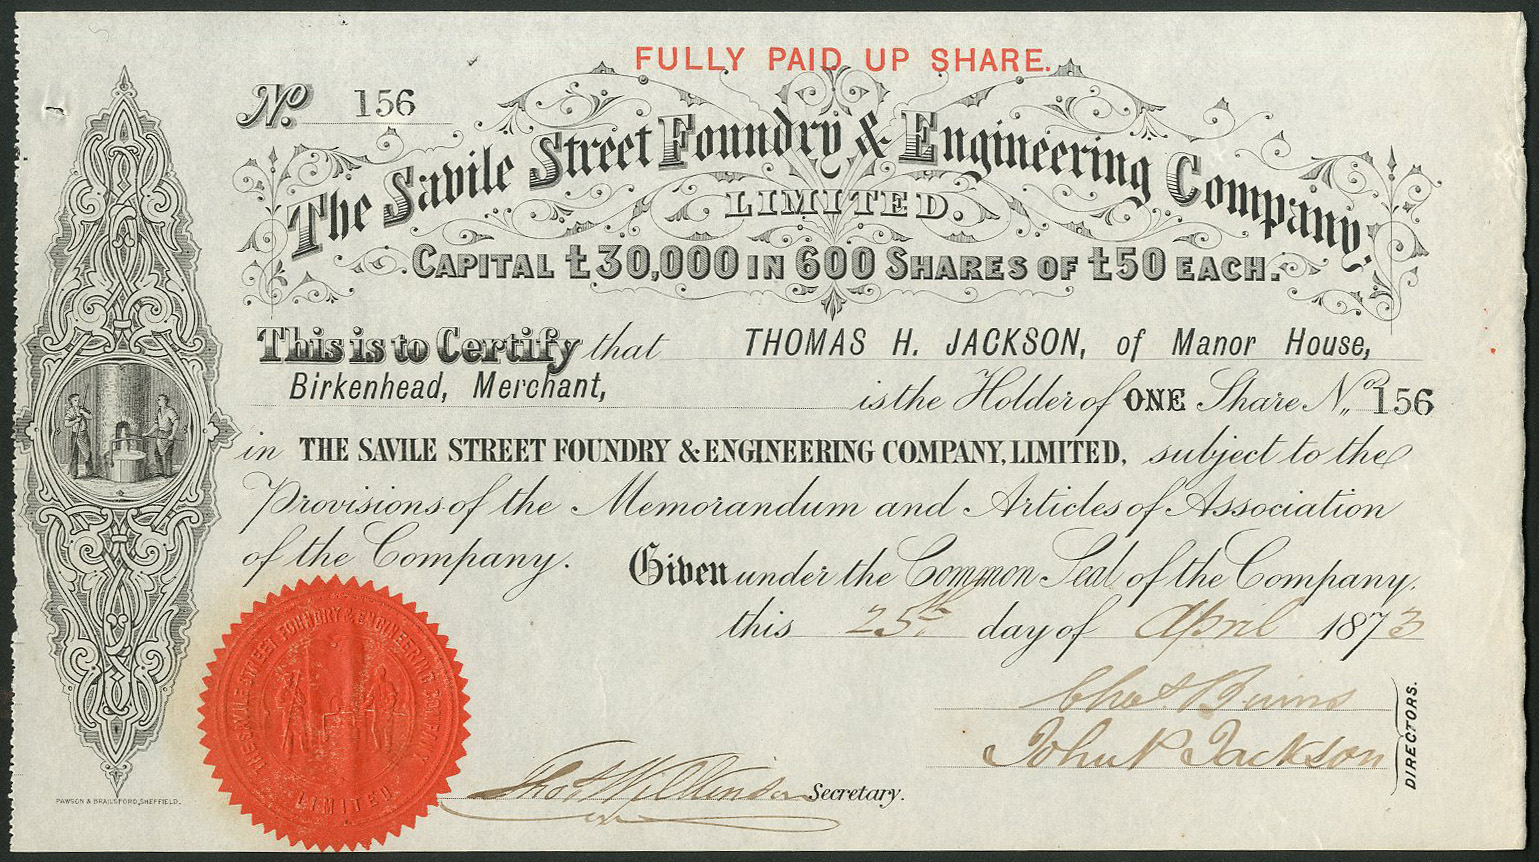 FULLY PAID UP SHARE.
No. 156
The Savile Street Foundry & Engineering Company,
LIMITED.
CAPITAL £30,000 IN 600 SHARES OF £50 EACH.
This is to Certify that THOMAS H. JACKSON, of Manor House,
Birkenhead, Merchant, is the Holder of ONE Share No. 156
in THE SAVILE STREET FOUNDRY & ENGINEERING COMPANY, LIMITED, subject to the
Provisions of the Memorandum and Articles of Association
of the Company. Given under the Common Seal of the Company,
this 25th day of April 1873
Chas. Binns
John P Jackson
DIRECTORS.
Thos. Wilkinson Secretary.
THE SAVILE STREET FOUNDRY & ENGINEERING COMPANY
LIMITED
PAWSON & BRAILSFORD, SHEFFIELD.